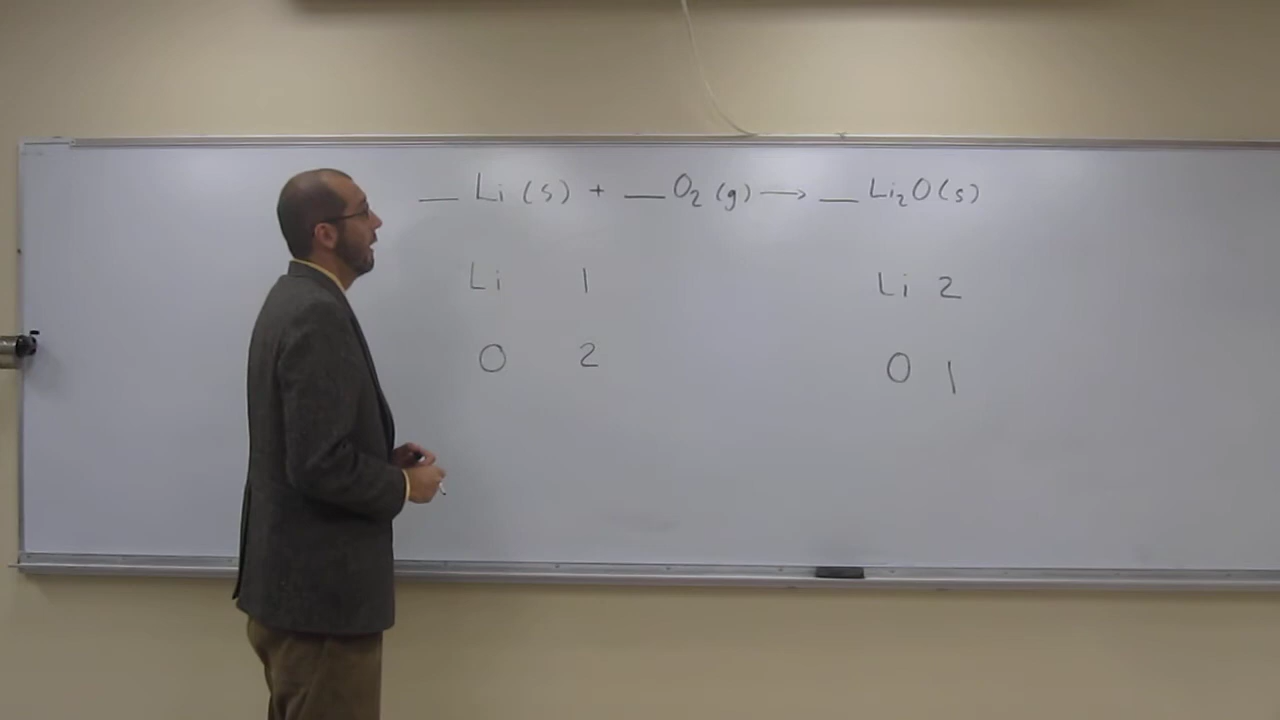 __ Li (s) + __ O₂ (g) → __ Li₂O (s)
Li 1 Li 2
O 2 O 1